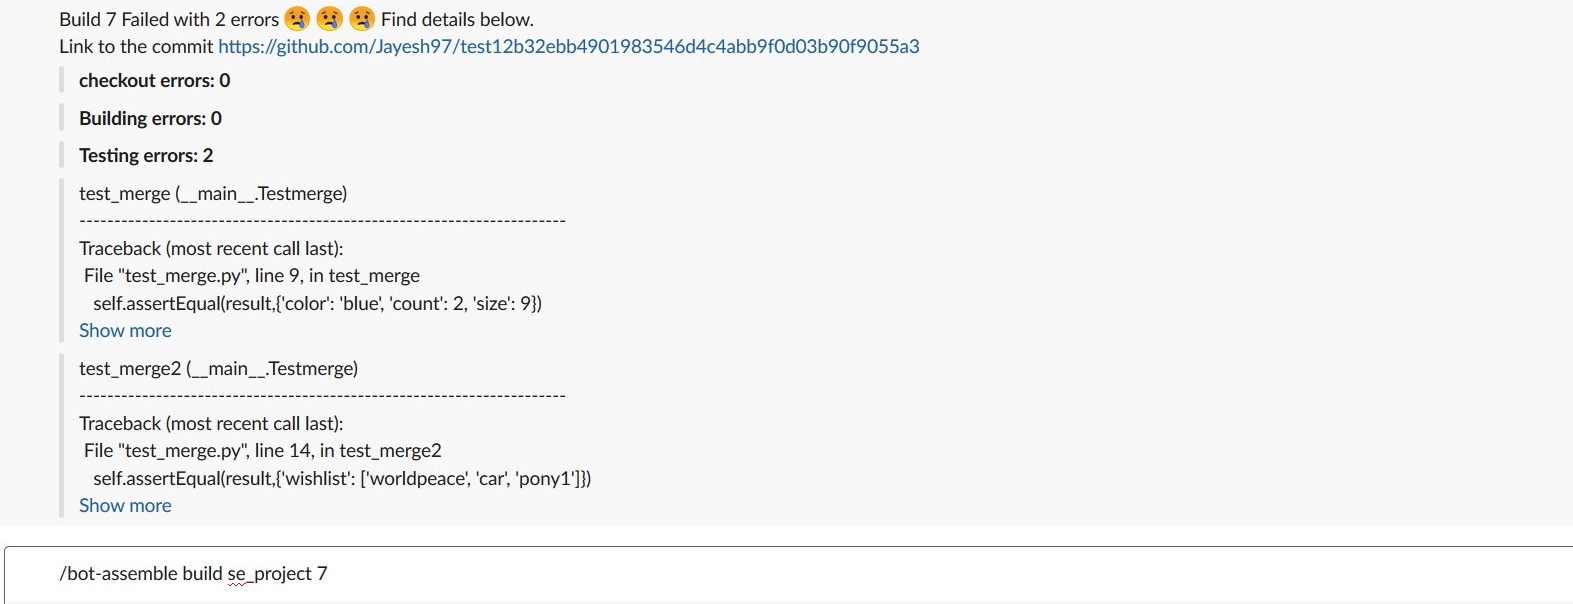 Build 7 Failed with 2 errors 😢 😢 😢 Find details below.
Link to the commit https://github.com/Jayesh97/test12b32ebb4901983546d4c4abb9f0d03b90f9055a3
checkout errors: 0
Building errors: 0
Testing errors: 2
test_merge (__main__.Testmerge)
----------------------------------------------------------------------
Traceback (most recent call last):
File "test_merge.py", line 9, in test_merge
self.assertEqual(result,{'color': 'blue', 'count': 2, 'size': 9})
Show more
test_merge2 (__main__.Testmerge)
----------------------------------------------------------------------
Traceback (most recent call last):
File "test_merge.py", line 14, in test_merge2
self.assertEqual(result,{'wishlist': ['worldpeace', 'car', 'pony1']})
Show more
/bot-assemble build se_project 7